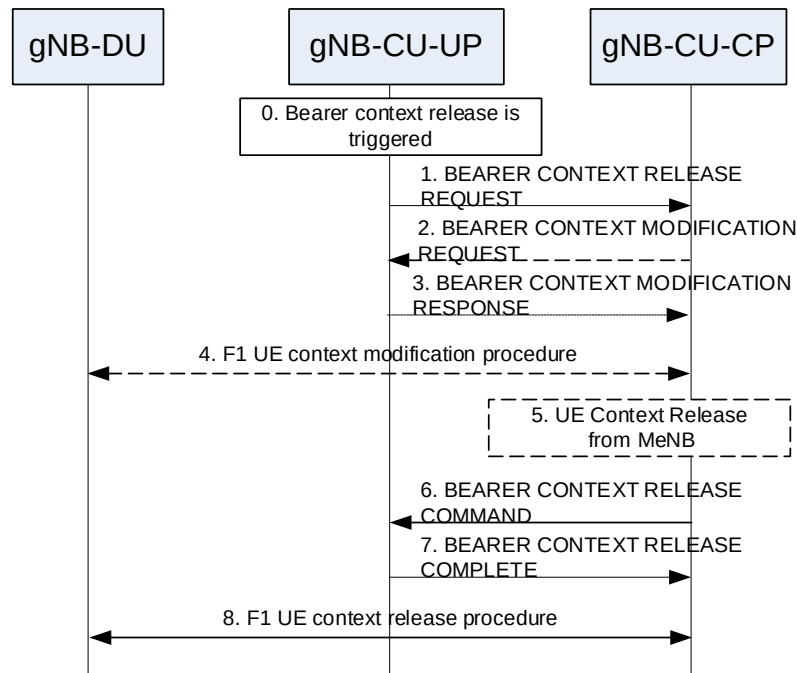 gNB-DU
gNB-CU-UP
gNB-CU-CP
0. Bearer context release is
triggered
1. BEARER CONTEXT RELEASE
REQUEST
2. BEARER CONTEXT MODIFICATION
REQUEST
3. BEARER CONTEXT MODIFICATION
RESPONSE
4. F1 UE context modification procedure
5. UE Context Release
from MeNB
6. BEARER CONTEXT RELEASE
COMMAND
7. BEARER CONTEXT RELEASE
COMPLETE
8. F1 UE context release procedure